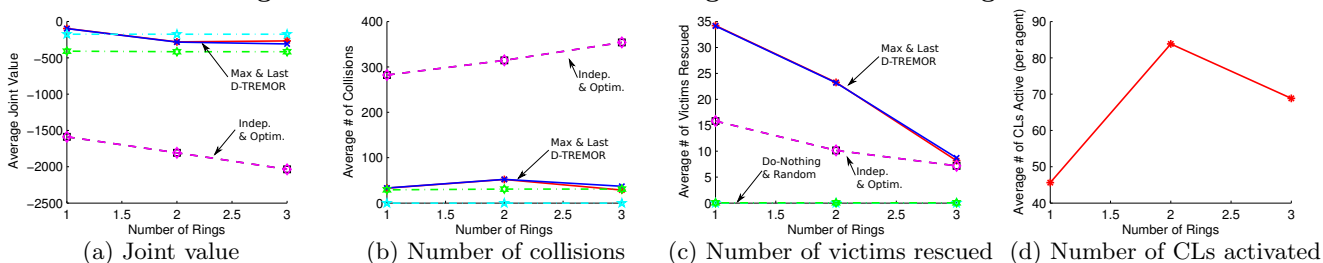 0
−500
−1000
−1500
−2000
−2500
1
1.5
2
2.5
3
Average Joint Value
Number of Rings
Max & Last
D-TREMOR
Indep.
& Optim.
(a) Joint value
400
300
200
100
0
1
1.5
2
2.5
3
Average # of Collisions
Number of Rings
Indep.
& Optim.
Max & Last
D-TREMOR
(b) Number of collisions
35
30
25
20
15
10
5
0
1
1.5
2
2.5
3
Average # of Victims Rescued
Number of Rings
Max & Last
D-TREMOR
Do-Nothing
& Random
Indep.
& Optim.
(c) Number of victims rescued
90
80
70
60
50
40
1
1.5
2
2.5
3
Average # of CLs Active (per agent)
Number of Rings
(d) Number of CLs activated